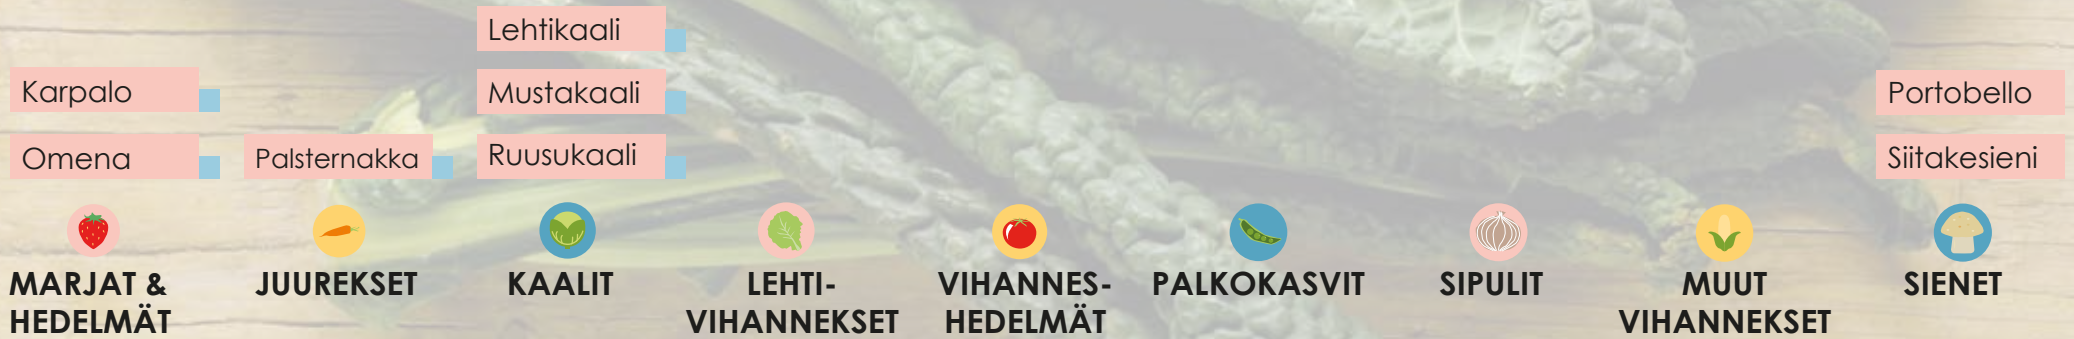 Lehtikaali
Karpalo
Mustakaali
Portobello
Omena
Palsternakka
Ruusukaali
Siitakesieni
MARJAT &
HEDELMÄT
JUUREKSET
KAALIT
LEHTI-
VIHANNEKSET
VIHANNES-
HEDELMÄT
PALKOKASVIT
SIPULIT
MUUT
VIHANNEKSET
SIENET